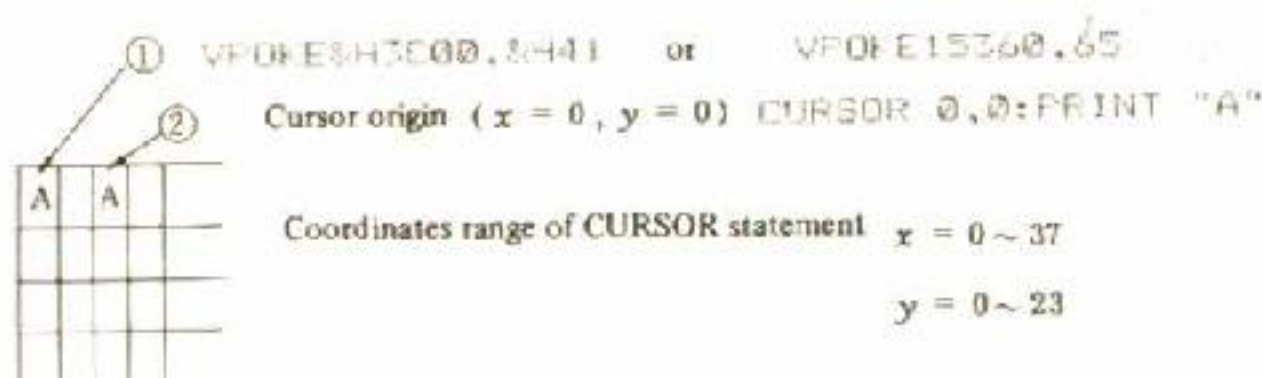 ① VPOKE&H3C00,&H41 or VPOKE15360,65
② Cursor origin ( x = 0 , y = 0) CURSOR 0,0:PRINT "A"
A A
Coordinates range of CURSOR statement x = 0 ~ 37
y = 0 ~ 23